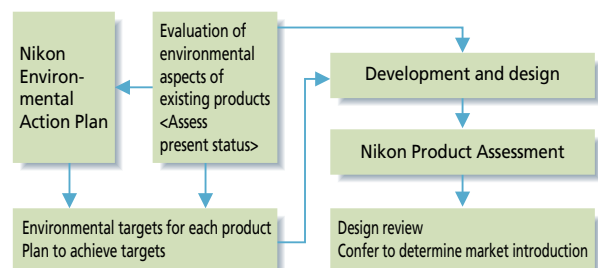 Nikon
Environ-
mental
Action Plan
Evaluation of
environmental
aspects of
existing products
<Assess
present status>
Environmental targets for each product
Plan to achieve targets
Development and design
Nikon Product Assessment
Design review
Confer to determine market introduction